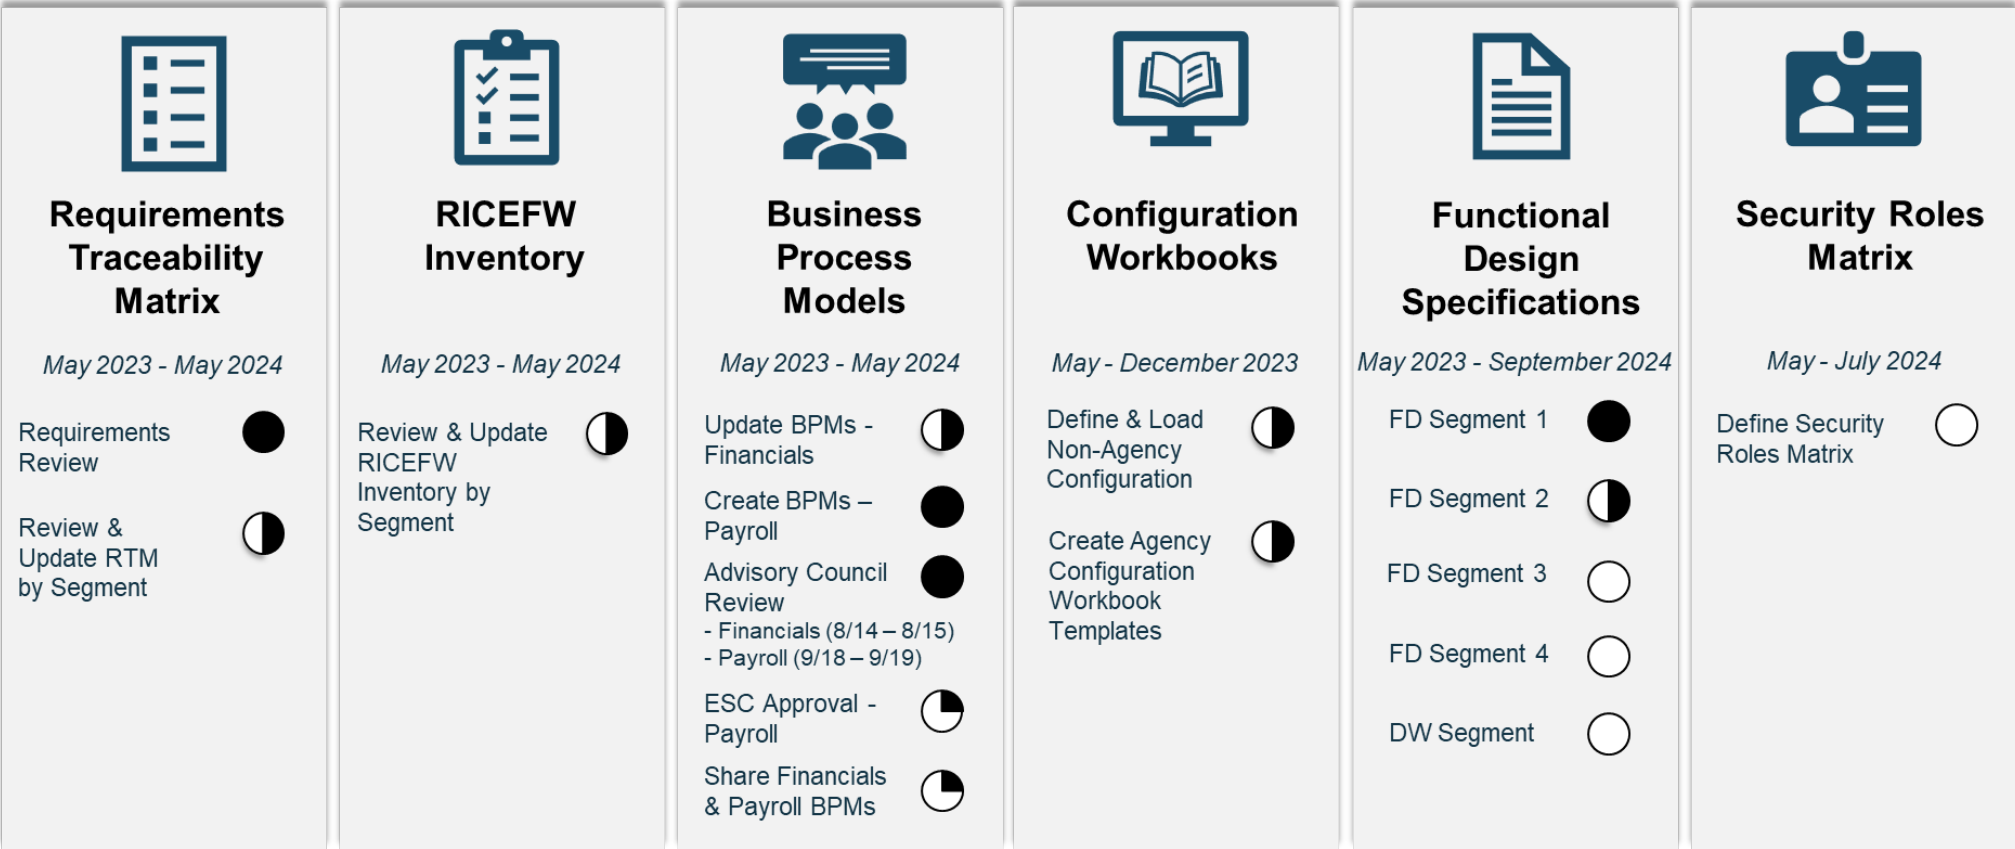 Requirements
Traceability
Matrix
May 2023 - May 2024
Requirements
Review
Review &
Update RTM
by Segment
RICEFW
Inventory
May 2023 - May 2024
Review & Update
RICEFW
Inventory by
Segment
Business
Process
Models
May 2023 - May 2024
Update BPMs -
Financials
Create BPMs –
Payroll
Advisory Council
Review
- Financials (8/14 – 8/15)
- Payroll (9/18 – 9/19)
ESC Approval -
Payroll
Share Financials
& Payroll BPMs
Configuration
Workbooks
May - December 2023
Define & Load
Non-Agency
Configuration
Create Agency
Configuration
Workbook
Templates
Functional
Design
Specifications
May 2023 - September 2024
FD Segment 1
FD Segment 2
FD Segment 3
FD Segment 4
DW Segment
Security Roles
Matrix
May - July 2024
Define Security
Roles Matrix